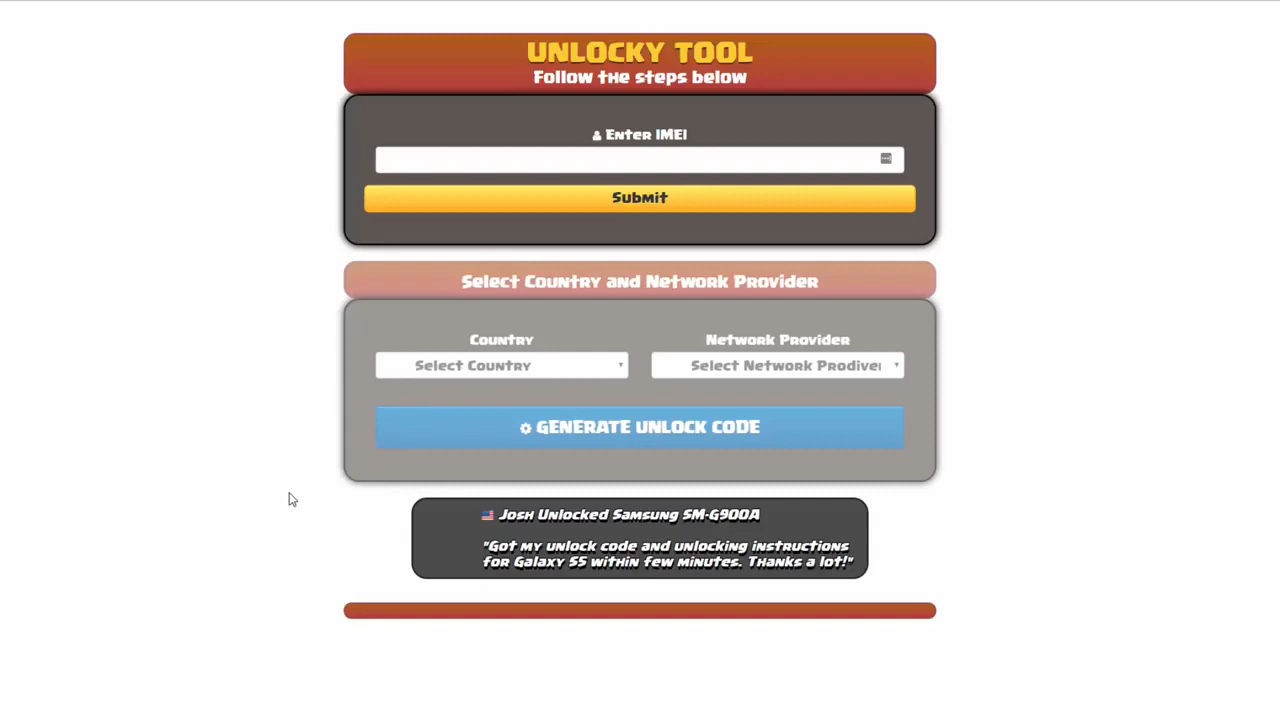 UNLOCKY TOOL
Follow the steps below
Enter IMEI
Submit
Select Country and Network Provider
Country
Network Provider
Select Country
Select Network Prodiver
GENERATE UNLOCK CODE
Josh Unlocked Samsung SM-G900A
"Got my unlock code and unlocking instructions
for Galaxy S5 within few minutes. Thanks a lot!"